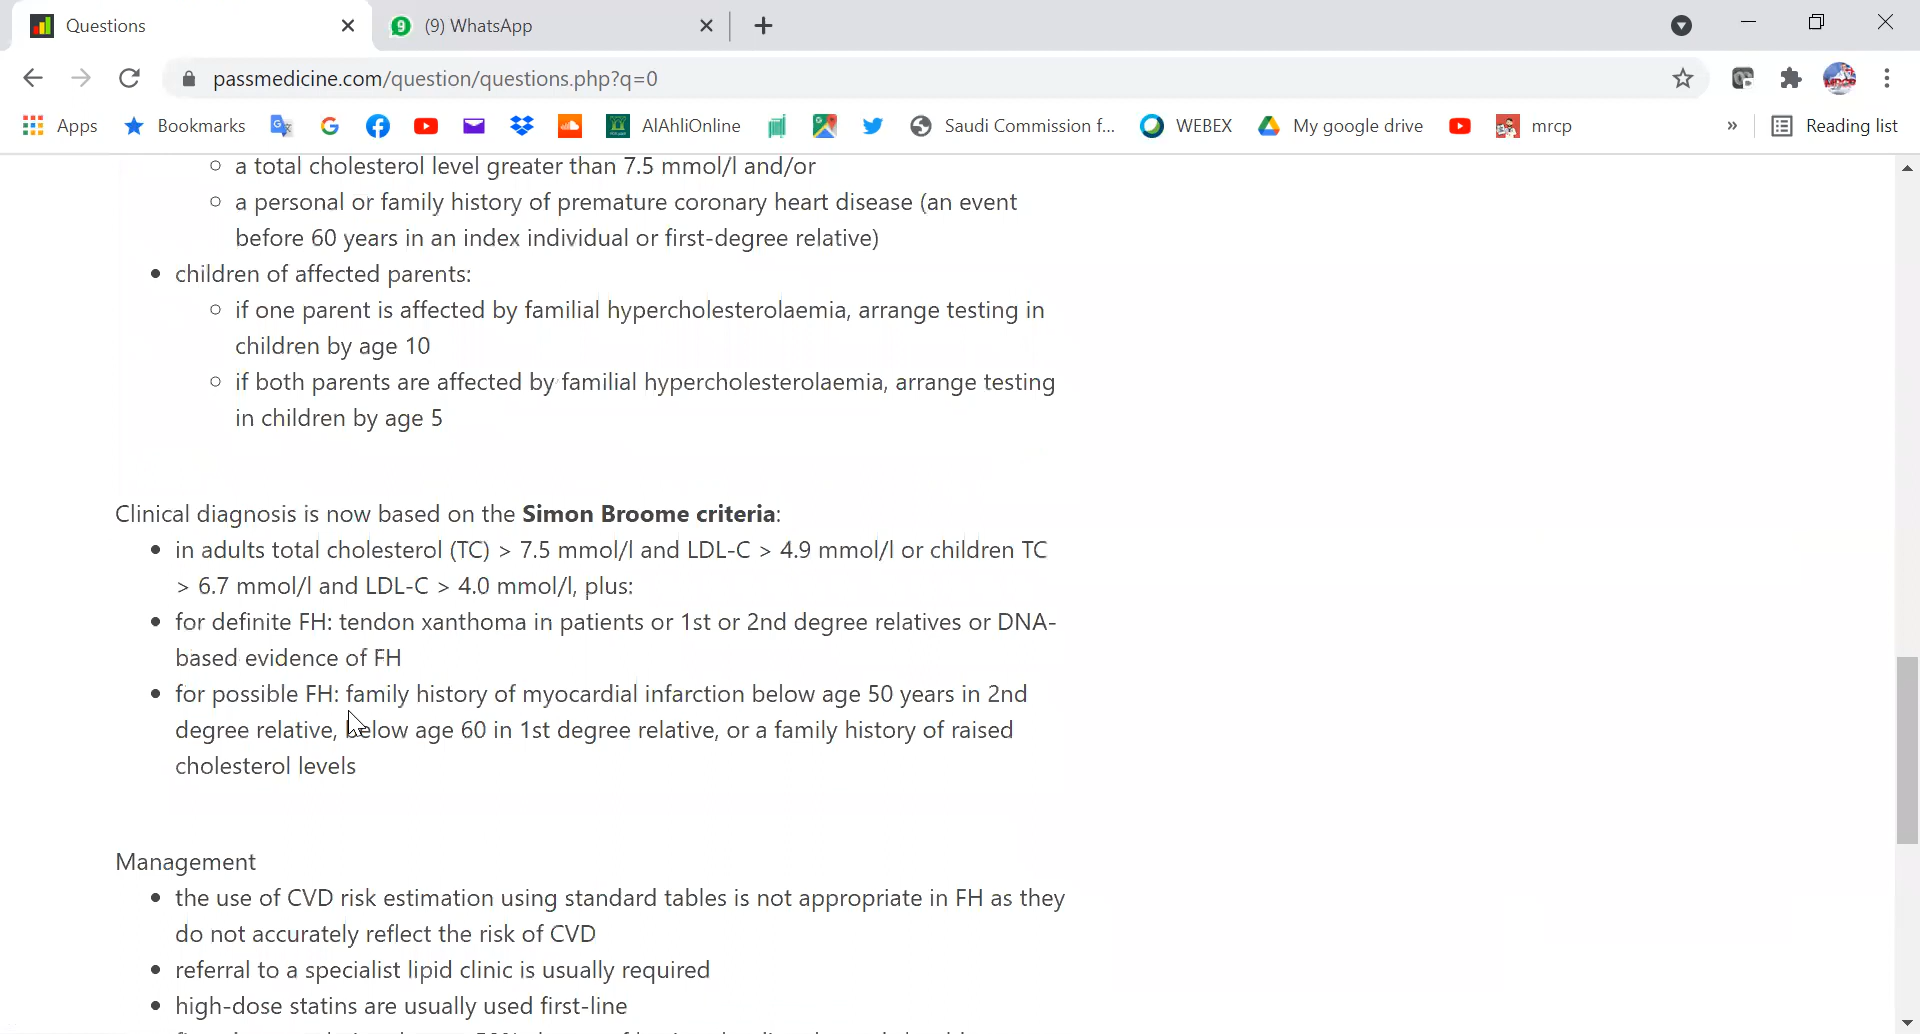 Questions
(9) WhatsApp
passmedicine.com/question/questions.php?q=0
Apps Bookmarks AlAhliOnline Saudi Commission f... WEBEX My google drive mrcp » Reading list
a total cholesterol level greater than 7.5 mmol/l and/or
a personal or family history of premature coronary heart disease (an event
before 60 years in an index individual or first-degree relative)
children of affected parents:
if one parent is affected by familial hypercholesterolaemia, arrange testing in
children by age 10
if both parents are affected by familial hypercholesterolaemia, arrange testing
in children by age 5
Clinical diagnosis is now based on the Simon Broome criteria:
in adults total cholesterol (TC) > 7.5 mmol/l and LDL-C > 4.9 mmol/l or children TC
> 6.7 mmol/l and LDL-C > 4.0 mmol/l, plus:
for definite FH: tendon xanthoma in patients or 1st or 2nd degree relatives or DNA-
based evidence of FH
for possible FH: family history of myocardial infarction below age 50 years in 2nd
degree relative, below age 60 in 1st degree relative, or a family history of raised
cholesterol levels
Management
the use of CVD risk estimation using standard tables is not appropriate in FH as they
do not accurately reflect the risk of CVD
referral to a specialist lipid clinic is usually required
high-dose statins are usually used first-line